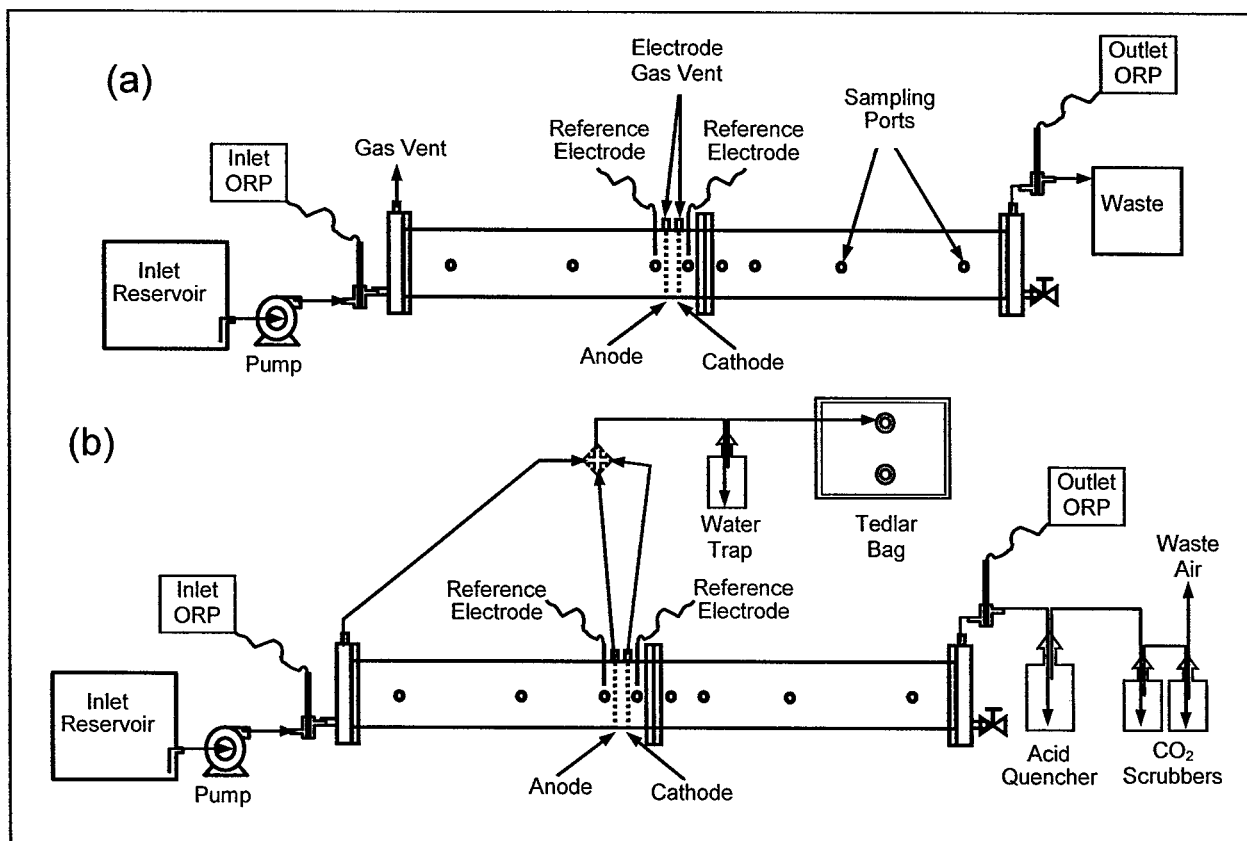 (a)
Electrode
Gas Vent
Outlet
ORP
Sampling
Ports
Reference
Electrode
Reference
Electrode
Gas Vent
Inlet
ORP
Waste
Inlet
Reservoir
Pump
Anode
Cathode
(b)
Water
Trap
Tedlar
Bag
Outlet
ORP
Waste
Air
Inlet
ORP
Reference
Electrode
Reference
Electrode
Inlet
Reservoir
Pump
Anode
Cathode
Acid
Quencher
CO₂
Scrubbers